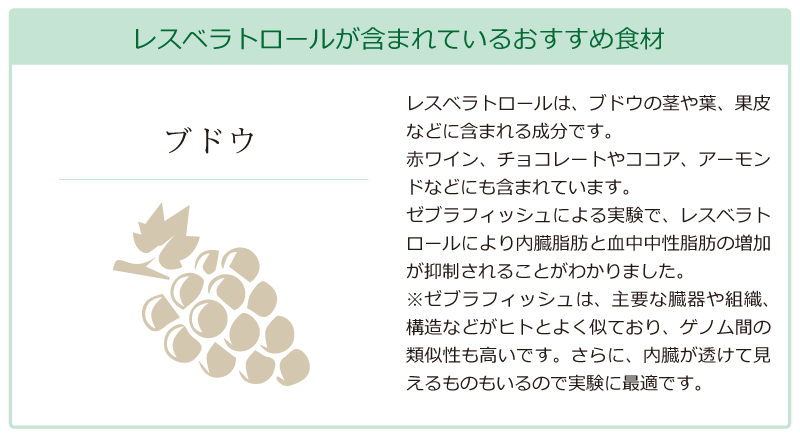 レスベラトロールが含まれているおすすめ食材
ブドウ
レスベラトロールは、ブドウの茎や葉、果皮
などに含まれる成分です。
赤ワイン、チョコレートやココア、アーモン
ドなどにも含まれています。
ゼブラフィッシュによる実験で、レスベラト
ロールにより内臓脂肪と血中中性脂肪の増加
が抑制されることがわかりました。
※ゼブラフィッシュは、主要な臓器や組織、
構造などがヒトとよく似ており、ゲノム間の
類似性も高いです。さらに、内臓が透けて見
えるものもいるので実験に最適です。